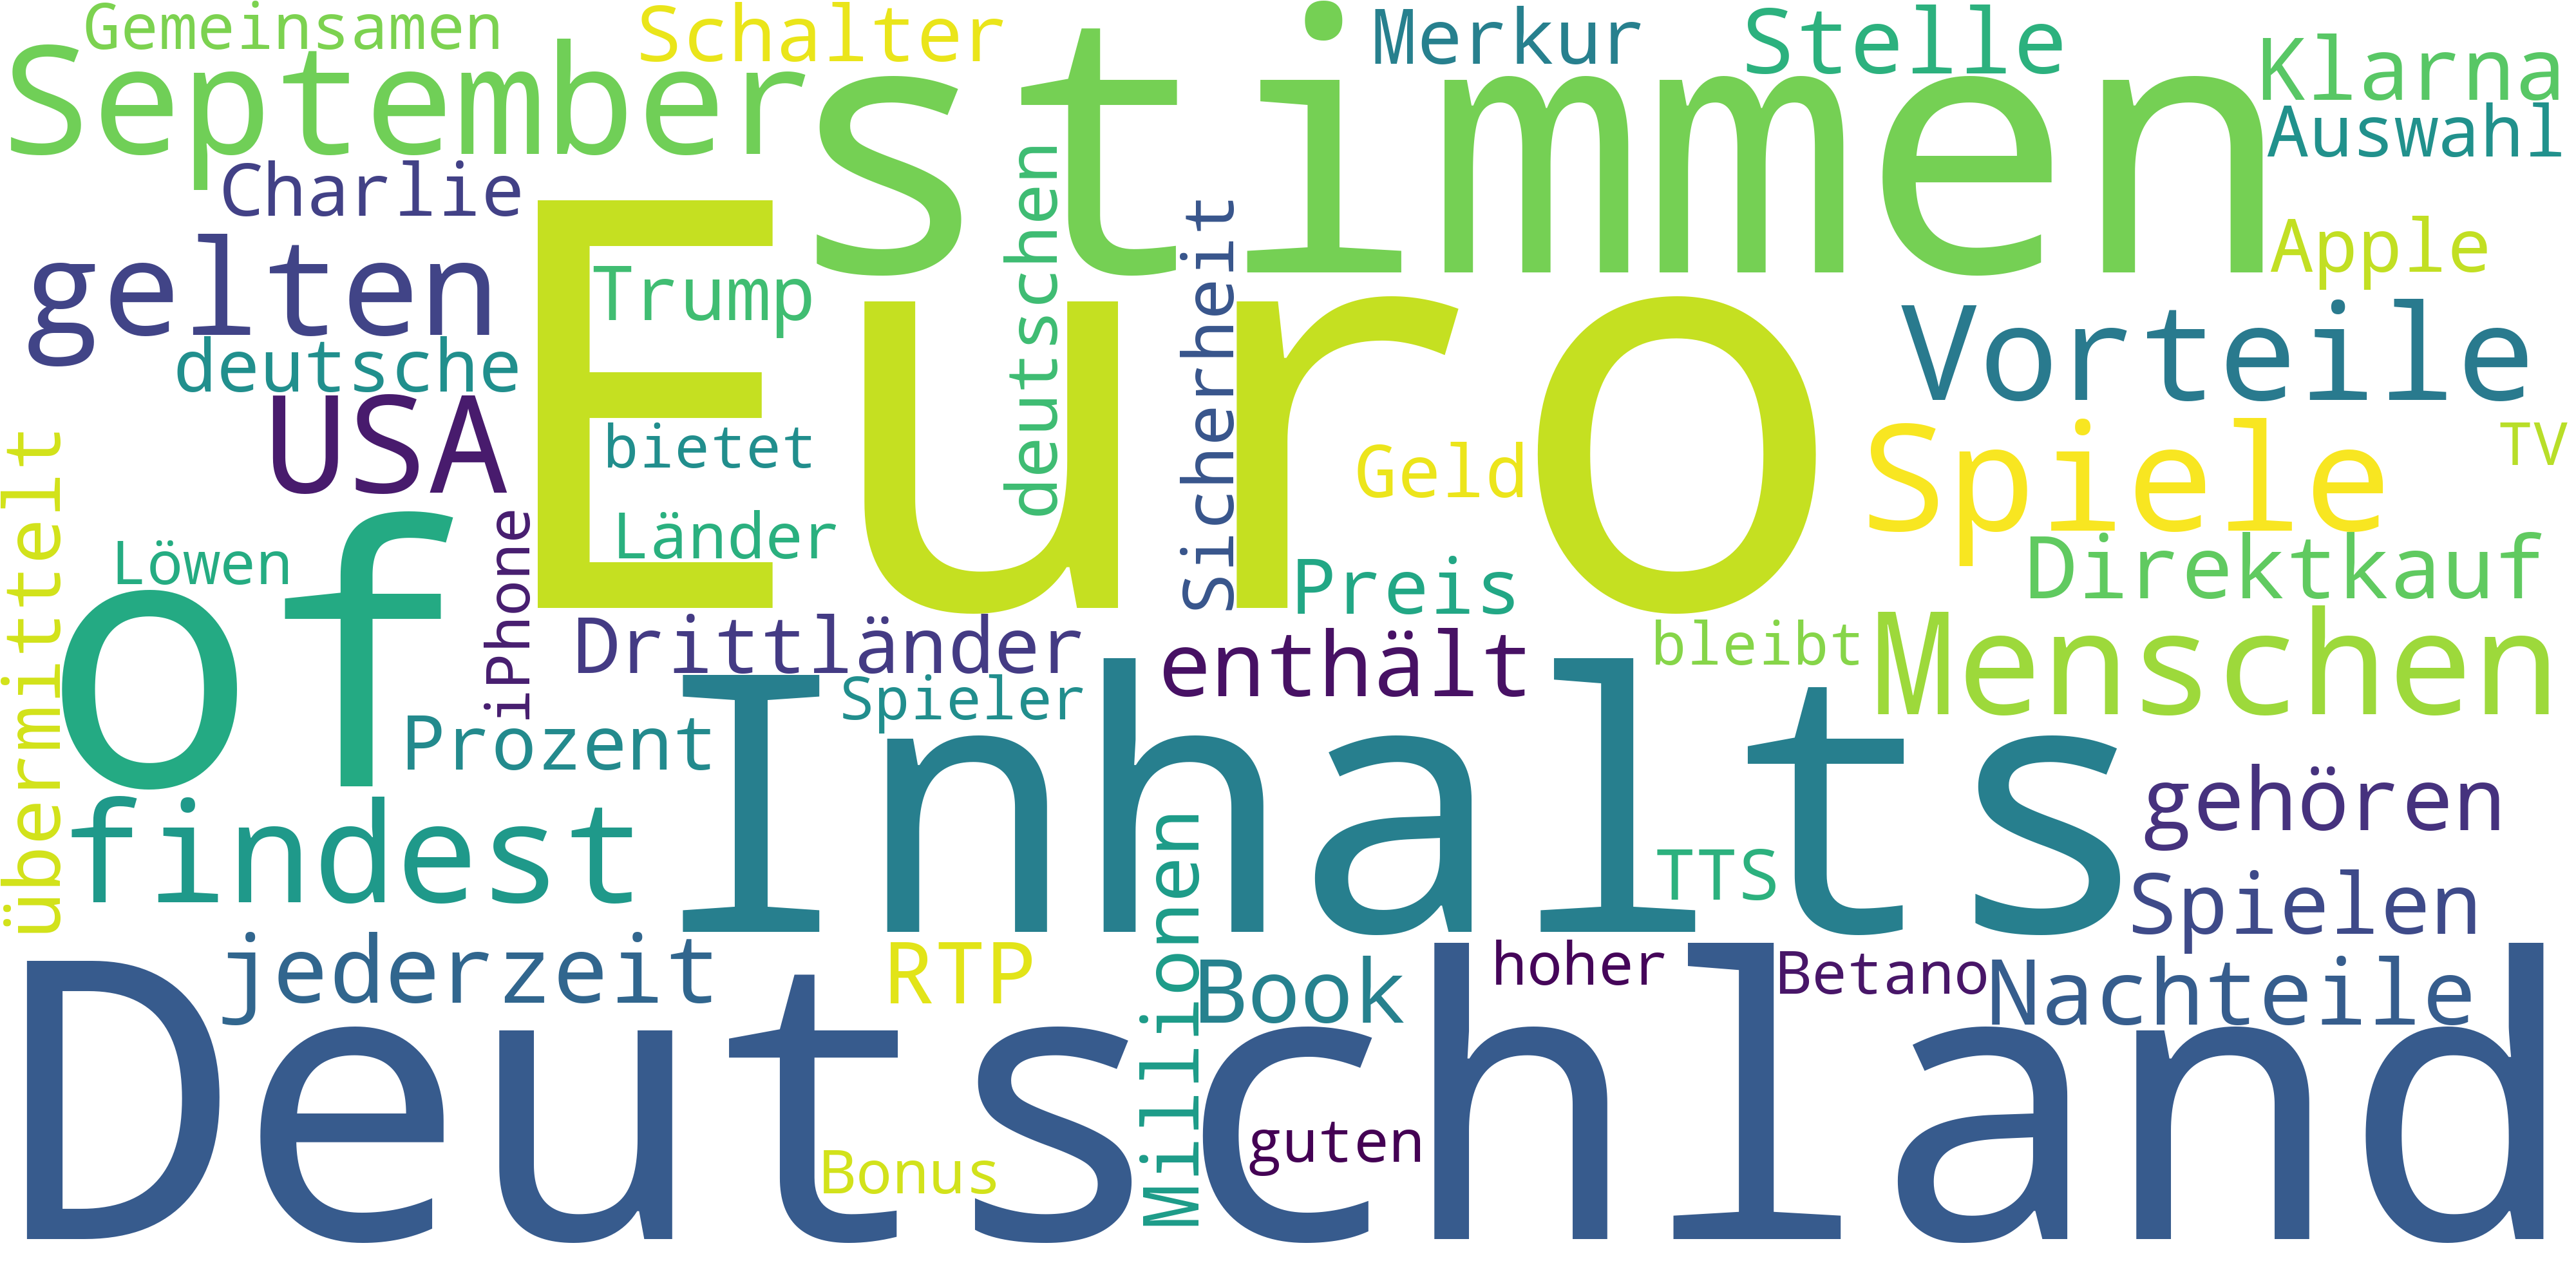 Gemeinsamen
Schalter
Merkur
Stelle
Klarna
September
stimmen
Auswahl
Charlie
deutschen
Sicherheit
Apple
gelten
Trump
Euro
Vorteile
deutsche
USA
bietet
Geld
Spiele
TV
übermittelt
Löwen
of
iPhone
Länder
Preis
Direktkauf
Drittländer
enthält
bleibt
Menschen
Prozent
Spieler
Inhalts
gehören
findest
Millionen
TTS
Spielen
jederzeit
RTP
Book
hoher
Betano
Nachteile
Deutschland
Bonus
guten